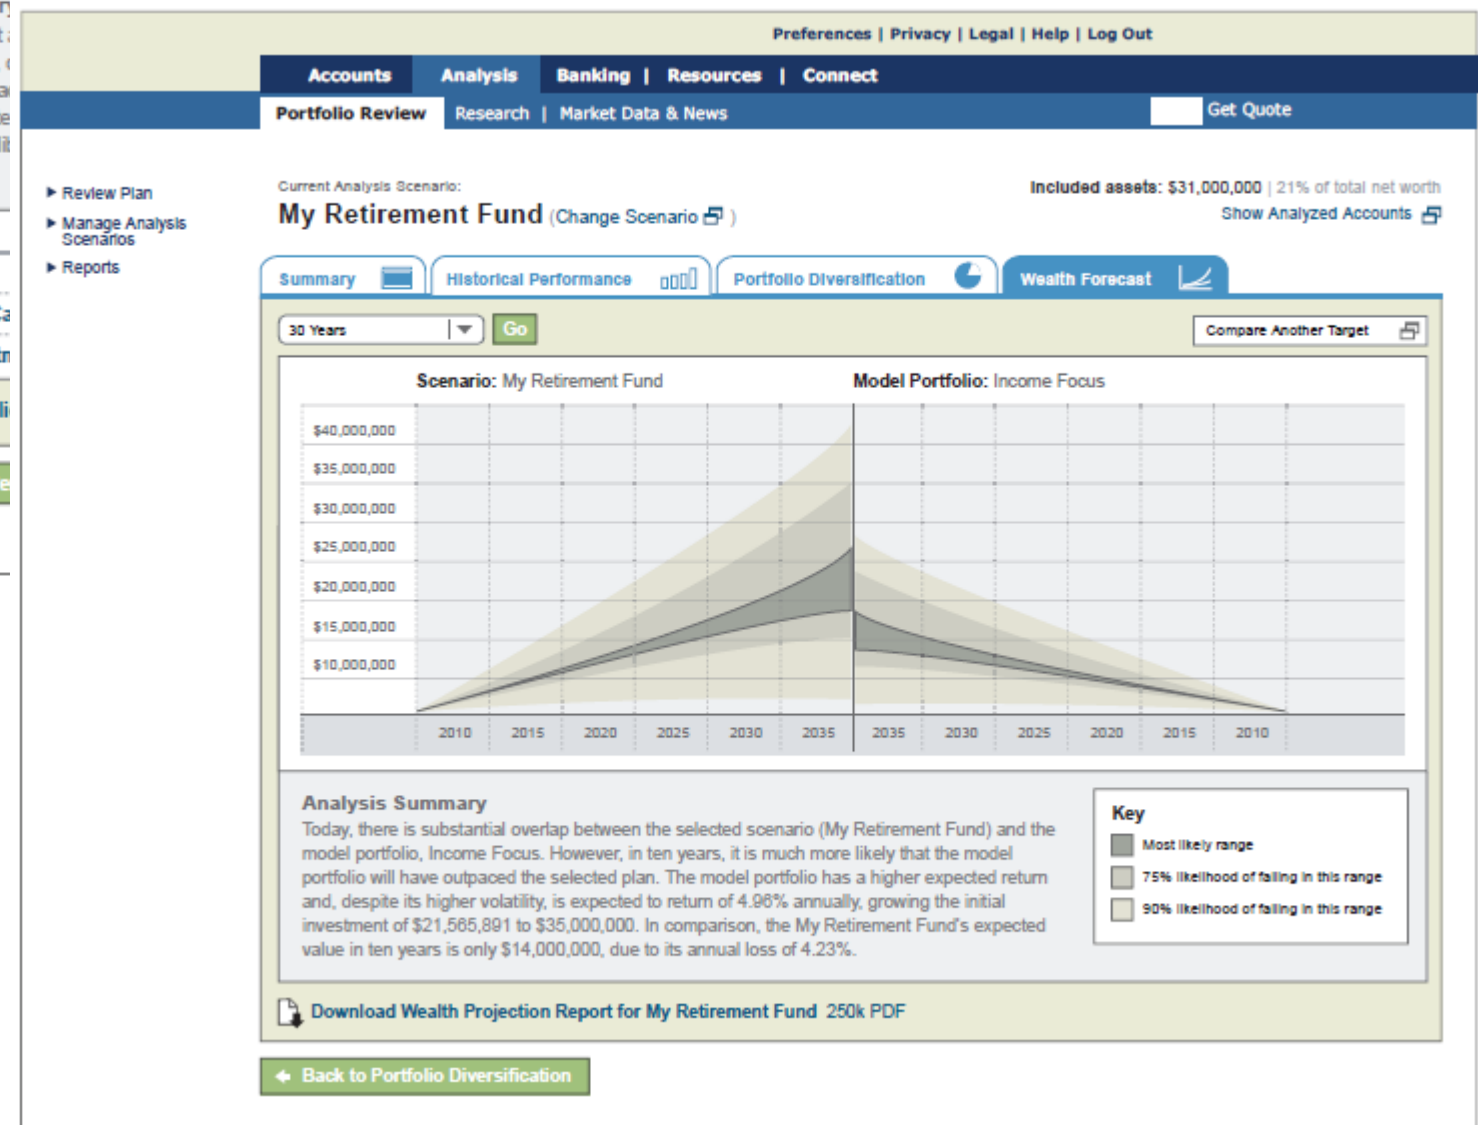 Preferences | Privacy | Legal | Help | Log Out
Accounts Analysis Banking | Resources | Connect
Portfolio Review Research | Market Data & News Get Quote
Review Plan
Manage Analysis
Scenarios
Reports
Current Analysis Scenario:
My Retirement Fund (Change Scenario )
Included assets: $31,000,000 | 21% of total net worth
Show Analyzed Accounts
Summary Historical Performance Portfolio Diversification Wealth Forecast
30 Years Go Compare Another Target
Scenario: My Retirement Fund Model Portfolio: Income Focus
$40,000,000
$35,000,000
$30,000,000
$25,000,000
$20,000,000
$15,000,000
$10,000,000
2010 2015 2020 2025 2030 2035 2035 2030 2025 2020 2015 2010
Analysis Summary
Today, there is substantial overlap between the selected scenario (My Retirement Fund) and the
model portfolio, Income Focus. However, in ten years, it is much more likely that the model
portfolio will have outpaced the selected plan. The model portfolio has a higher expected return
and, despite its higher volatility, is expected to return of 4.96% annually, growing the initial
investment of $21,565,891 to $35,000,000. In comparison, the My Retirement Fund's expected
value in ten years is only $14,000,000, due to its annual loss of 4.23%.
Key
Most likely range
75% likelihood of falling in this range
90% likelihood of falling in this range
Download Wealth Projection Report for My Retirement Fund 250k PDF
Back to Portfolio Diversification